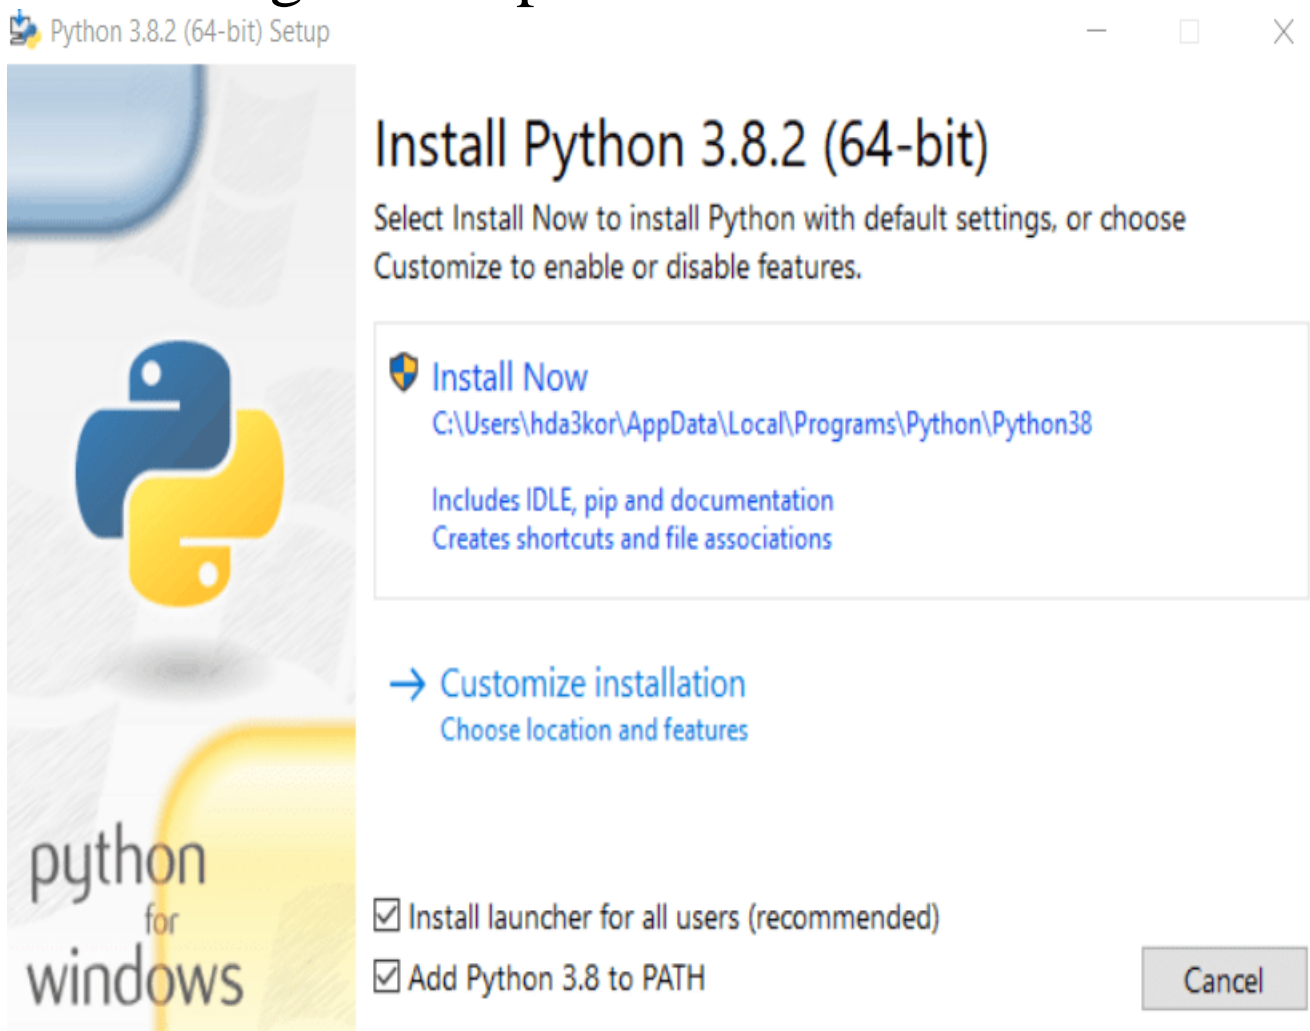 Python 3.8.2 (64-bit) Setup
Install Python 3.8.2 (64-bit)
Select Install Now to install Python with default settings, or choose
Customize to enable or disable features.
Install Now
C:\Users\hda3kor\AppData\Local\Programs\Python\Python38
Includes IDLE, pip and documentation
Creates shortcuts and file associations
→ Customize installation
Choose location and features
python
for
windows
Install launcher for all users (recommended)
Add Python 3.8 to PATH
Cancel